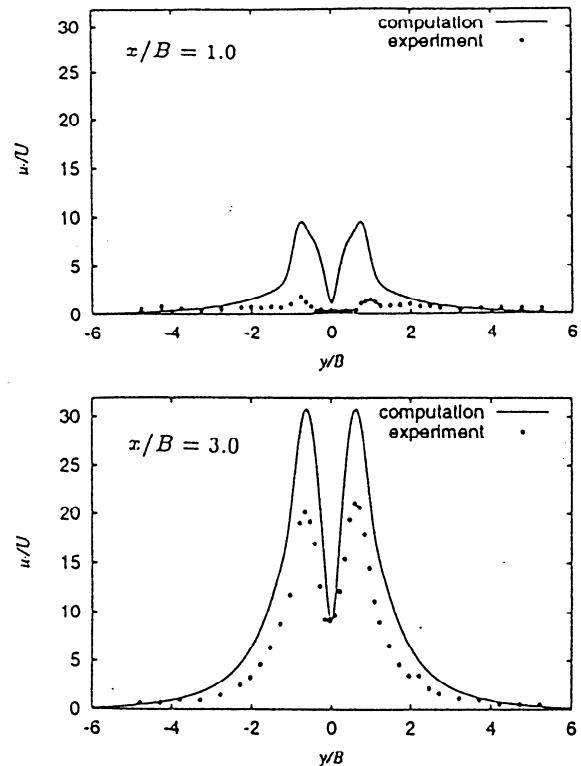 30
25
20
15
10
5
0
u./U
x/B = 1.0
computation
experiment
-6 -4 -2 0 2 4 6
y/B
30
25
20
15
10
5
0
u./U
x/B = 3.0
computation
experiment
-6 -4 -2 0 2 4 6
y/B